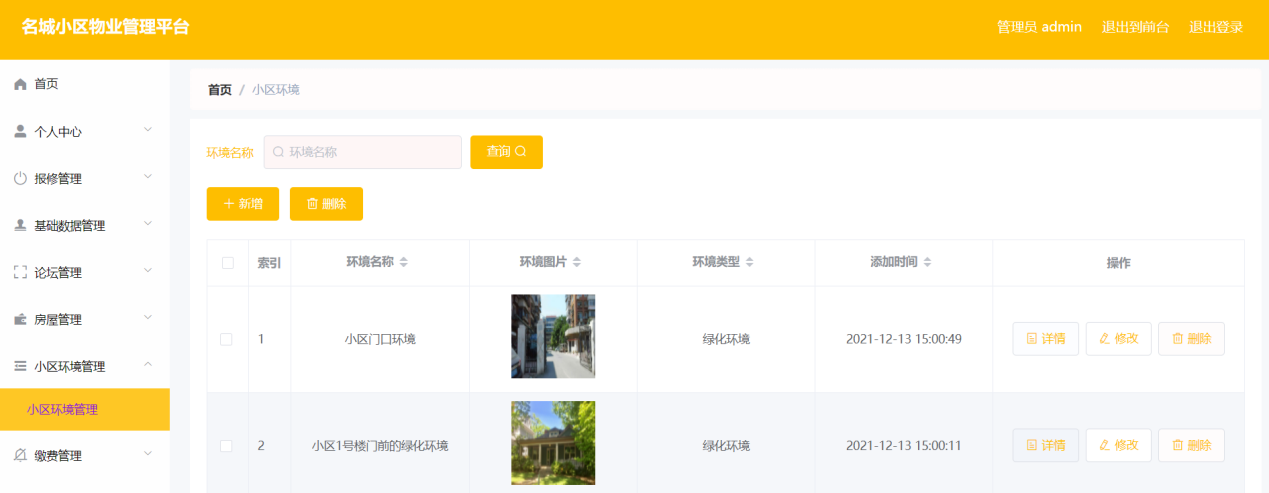 名城小区物业管理平台
管理员 admin 退出到前台 退出登录
首页
个人中心
报修管理
基础数据管理
论坛管理
房屋管理
小区环境管理
小区环境管理
缴费管理
首页 / 小区环境
环境名称 环境名称 查询
新增 删除
索引 环境名称 环境图片 环境类型 添加时间 操作
1 小区门口环境 绿化环境 2021-12-13 15:00:49 详情 修改 删除
2 小区1号楼门前的绿化环境 绿化环境 2021-12-13 15:00:11 详情 修改 删除